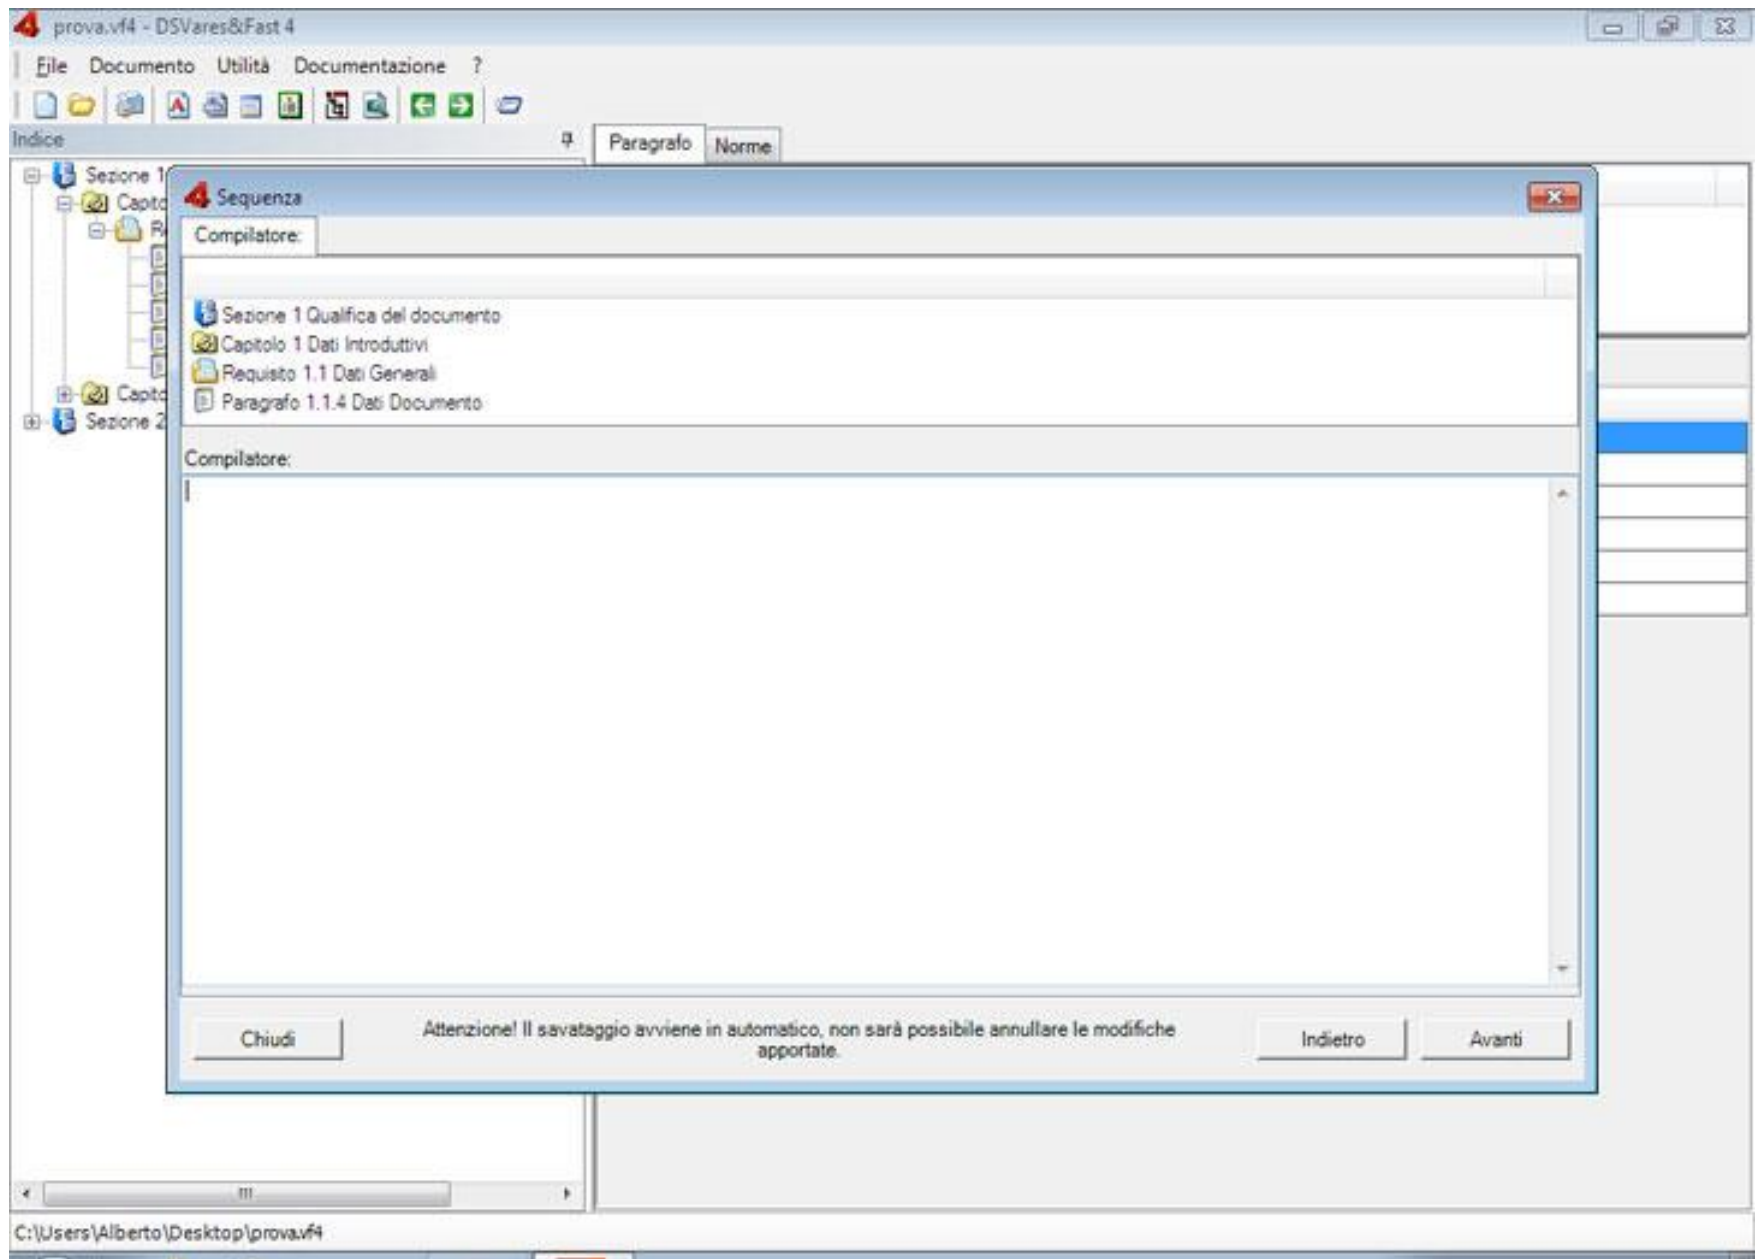 prova.vf4 - DSVares&Fast 4
File Documento Utilità Documentazione ?
Indice
Paragrafo Norme
Sezione 1
Capito
Capito
Sezione 2
Sequenza
Compilatore:
Sezione 1 Qualifica del documento
Capitolo 1 Dati Introduttivi
Requisto 1.1 Dati Generali
Paragrafo 1.1.4 Dati Documento
Compilatore:
Chiudi
Attenzione! Il savataggio avviene in automatico, non sarà possibile annullare le modifiche
apportate.
Indietro
Avanti
C:\Users\Alberto\Desktop\prova.vf4